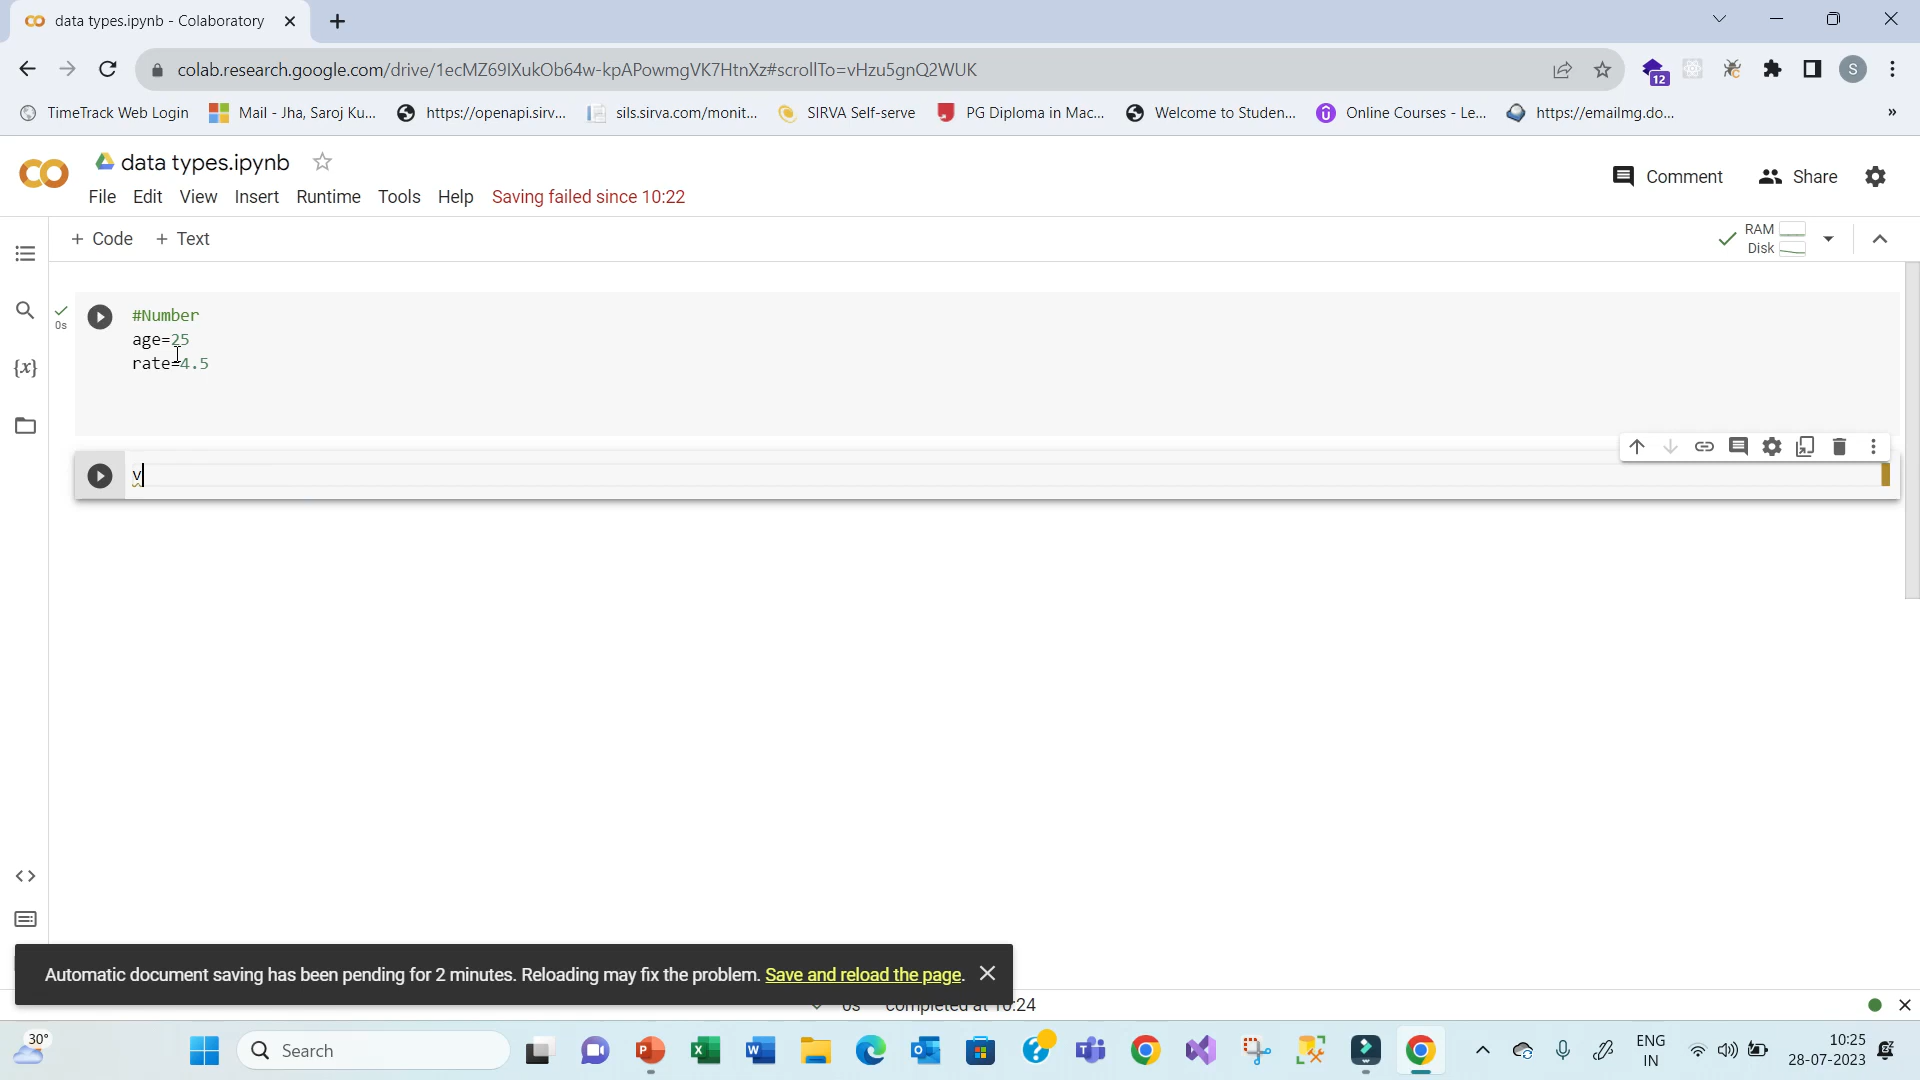 data types.ipynb - Colaboratory
colab.research.google.com/drive/1ecMZ69IXukOb64w-kpAPowmgVK7HtnXz#scrollTo=vHzu5gnQ2WUK
12
S
TimeTrack Web Login
Mail - Jha, Saroj Ku...
https://openapi.sirv...
sils.sirva.com/monit...
SIRVA Self-serve
PG Diploma in Mac...
Welcome to Studen...
Online Courses - Le...
https://emailmg.do...
»
data types.ipynb
File Edit View Insert Runtime Tools Help Saving failed since 10:22
Comment
Share
+ Code + Text
RAM
Disk
{x}
0s
#Number
age=25
rate=4.5
v
Automatic document saving has been pending for 2 minutes. Reloading may fix the problem. Save and reload the page.
0s completed at 10:24
30°
Search
ENG
IN
10:25
28-07-2023